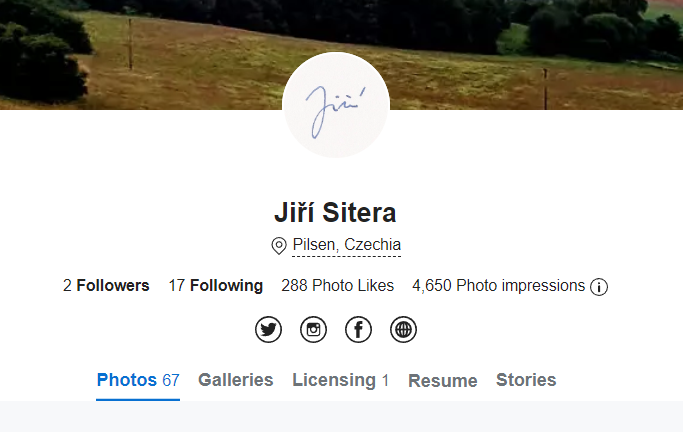 Jiří
Jiří Sitera
Pilsen, Czechia
2 Followers 17 Following 288 Photo Likes 4,650 Photo impressions
Photos 67 Galleries Licensing 1 Resume Stories